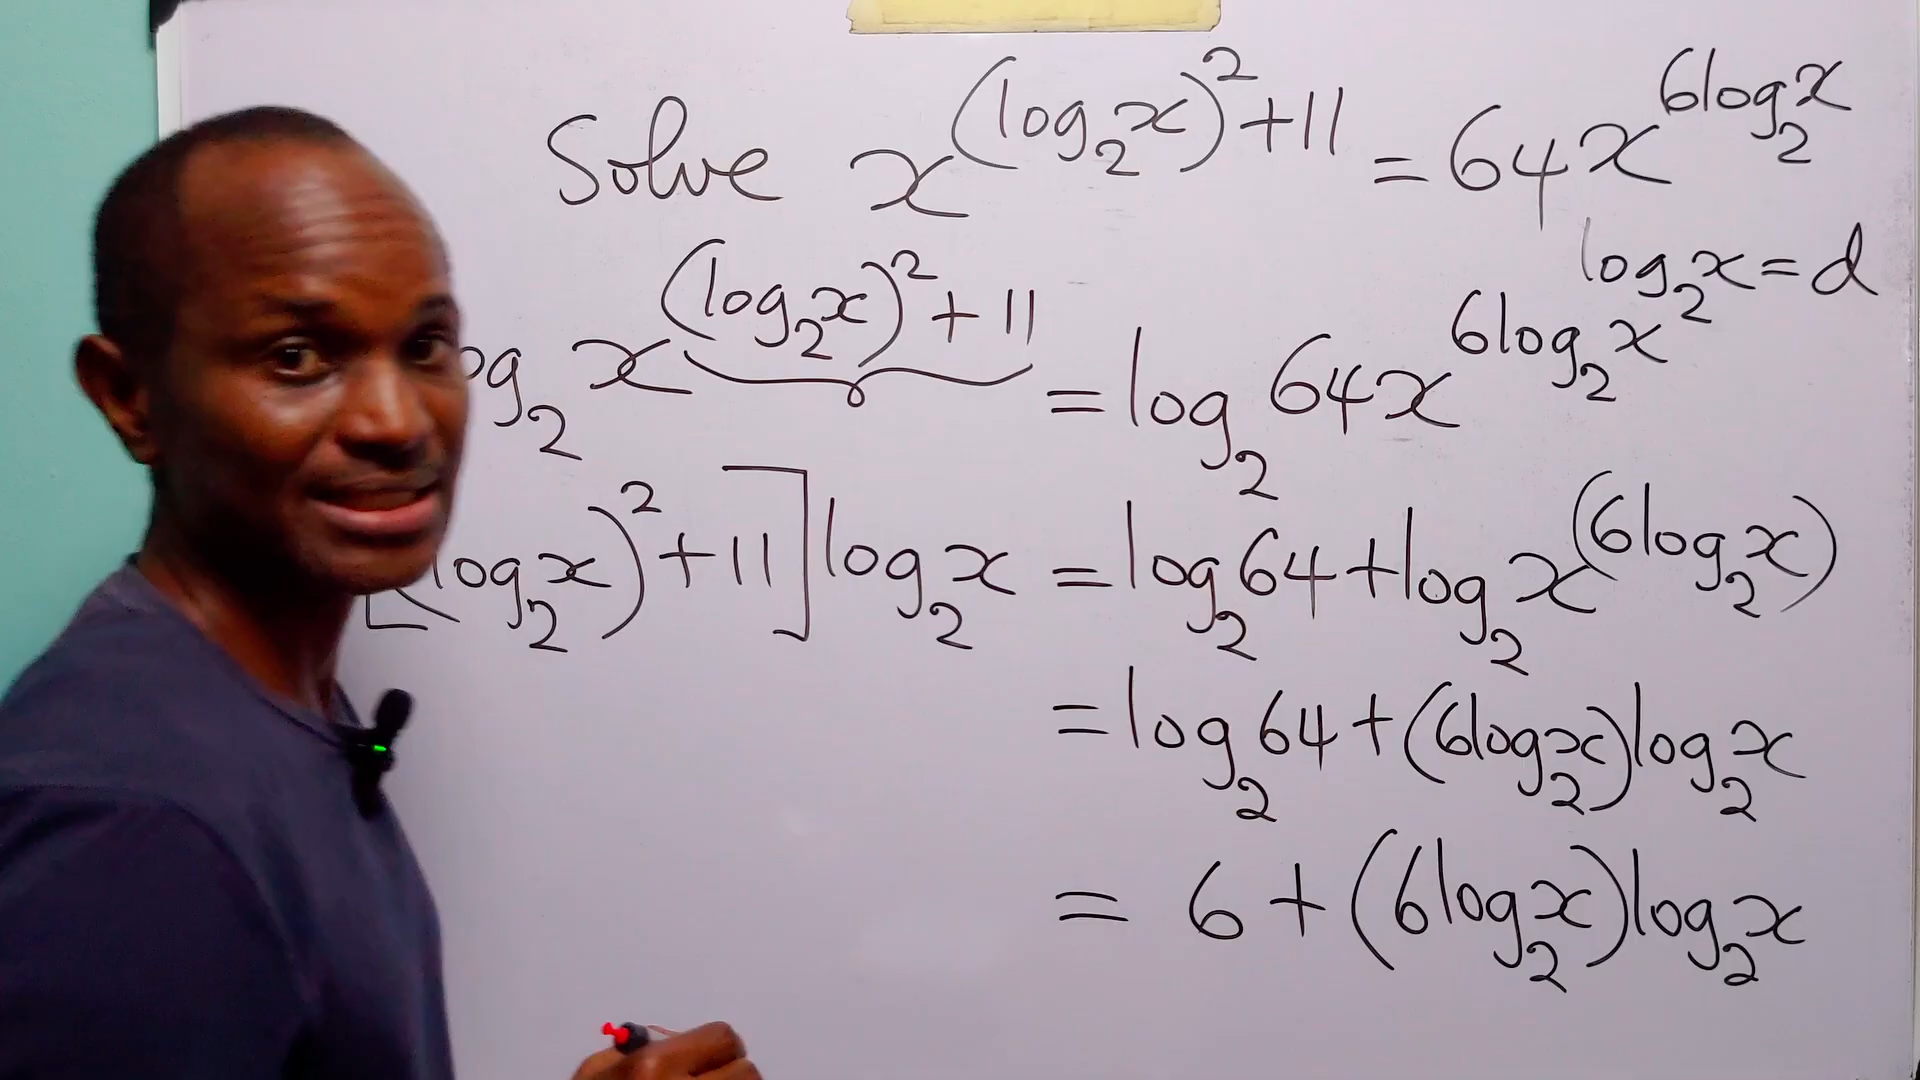 Solve x^((log₂x)²+11) = 64x^(6log₂x)
log₂x = d
og₂ x^((log₂x)²+11) = log₂ 64x^(6log₂x)
[(log₂x)²+11] log₂x = log₂64 + log₂x^(6log₂x)
= log₂64 + (6log₂x)log₂x
= 6 + (6log₂x)log₂x